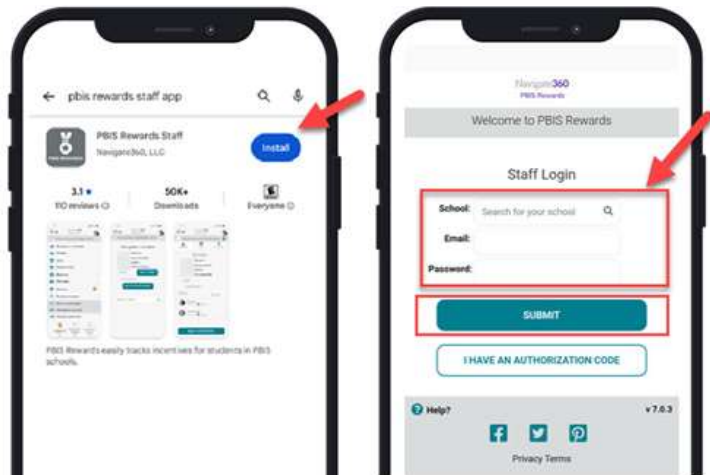 pbis rewards staff app
PBIS Rewards Staff
Navigate360, LLC
PBIS REWARDS
Install
3.1 ★
110 reviews
50K+
Downloads
Everyone
PBIS Rewards easily tracks incentives for students in PBIS
schools.
Navigate360
PBIS Rewards
Welcome to PBIS Rewards
Staff Login
School: Search for your school
Email:
Password:
SUBMIT
I HAVE AN AUTHORIZATION CODE
Help? v 7.0.3
Privacy Terms